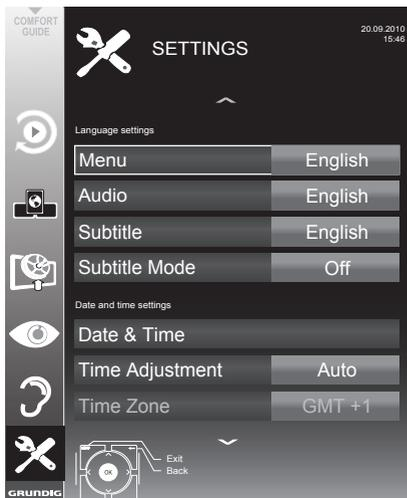 COMFORT
GUIDE
SETTINGS
20.09.2010
15:46
Language settings
Menu English
Audio English
Subtitle English
Subtitle Mode Off
Date and time settings
Date & Time
Time Adjustment Auto
Time Zone GMT +1
Exit
Back
OK
GRUNDIG